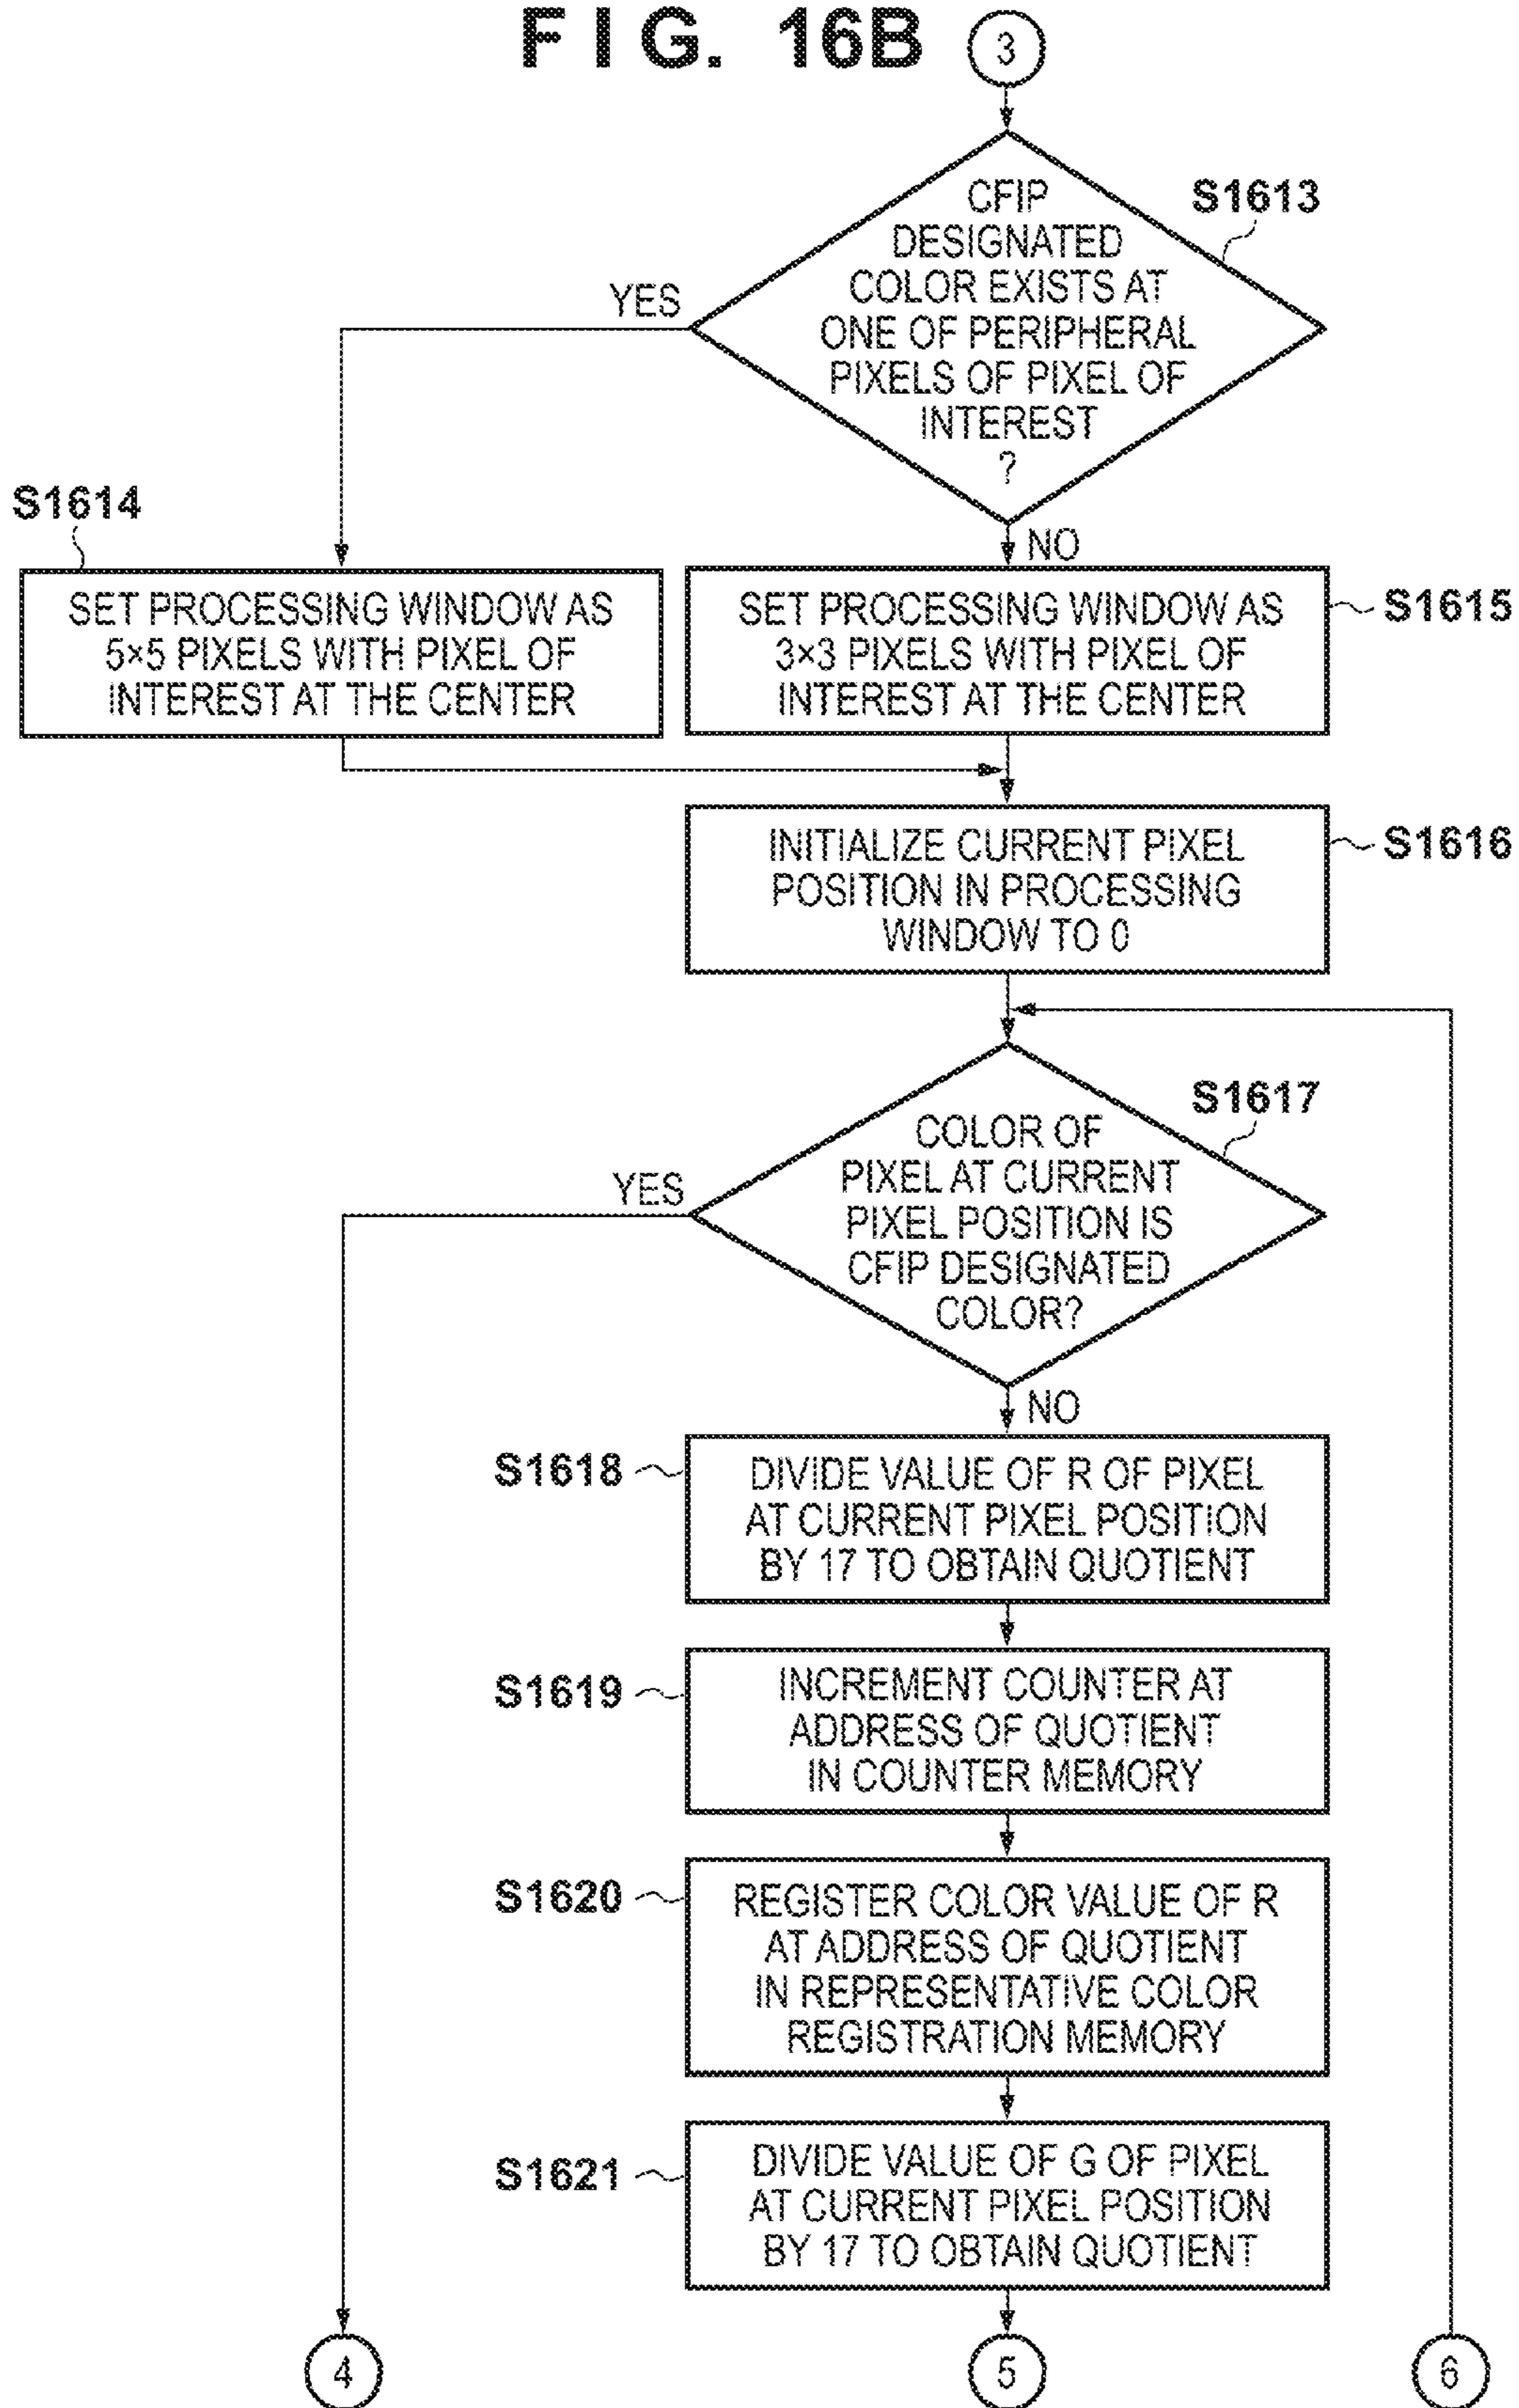 FIG. 16B
3
CFIP
DESIGNATED
COLOR EXISTS AT
ONE OF PERIPHERAL
PIXELS OF PIXEL OF
INTEREST
?
S1613
YES
NO
S1614
SET PROCESSING WINDOW AS
5×5 PIXELS WITH PIXEL OF
INTEREST AT THE CENTER
SET PROCESSING WINDOW AS
3×3 PIXELS WITH PIXEL OF
INTEREST AT THE CENTER
S1615
INITIALIZE CURRENT PIXEL
POSITION IN PROCESSING
WINDOW TO 0
S1616
COLOR OF
PIXEL AT CURRENT
PIXEL POSITION IS
CFIP DESIGNATED
COLOR?
S1617
YES
NO
S1618
DIVIDE VALUE OF R OF PIXEL
AT CURRENT PIXEL POSITION
BY 17 TO OBTAIN QUOTIENT
S1619
INCREMENT COUNTER AT
ADDRESS OF QUOTIENT
IN COUNTER MEMORY
S1620
REGISTER COLOR VALUE OF R
AT ADDRESS OF QUOTIENT
IN REPRESENTATIVE COLOR
REGISTRATION MEMORY
S1621
DIVIDE VALUE OF G OF PIXEL
AT CURRENT PIXEL POSITION
BY 17 TO OBTAIN QUOTIENT
4
5
6